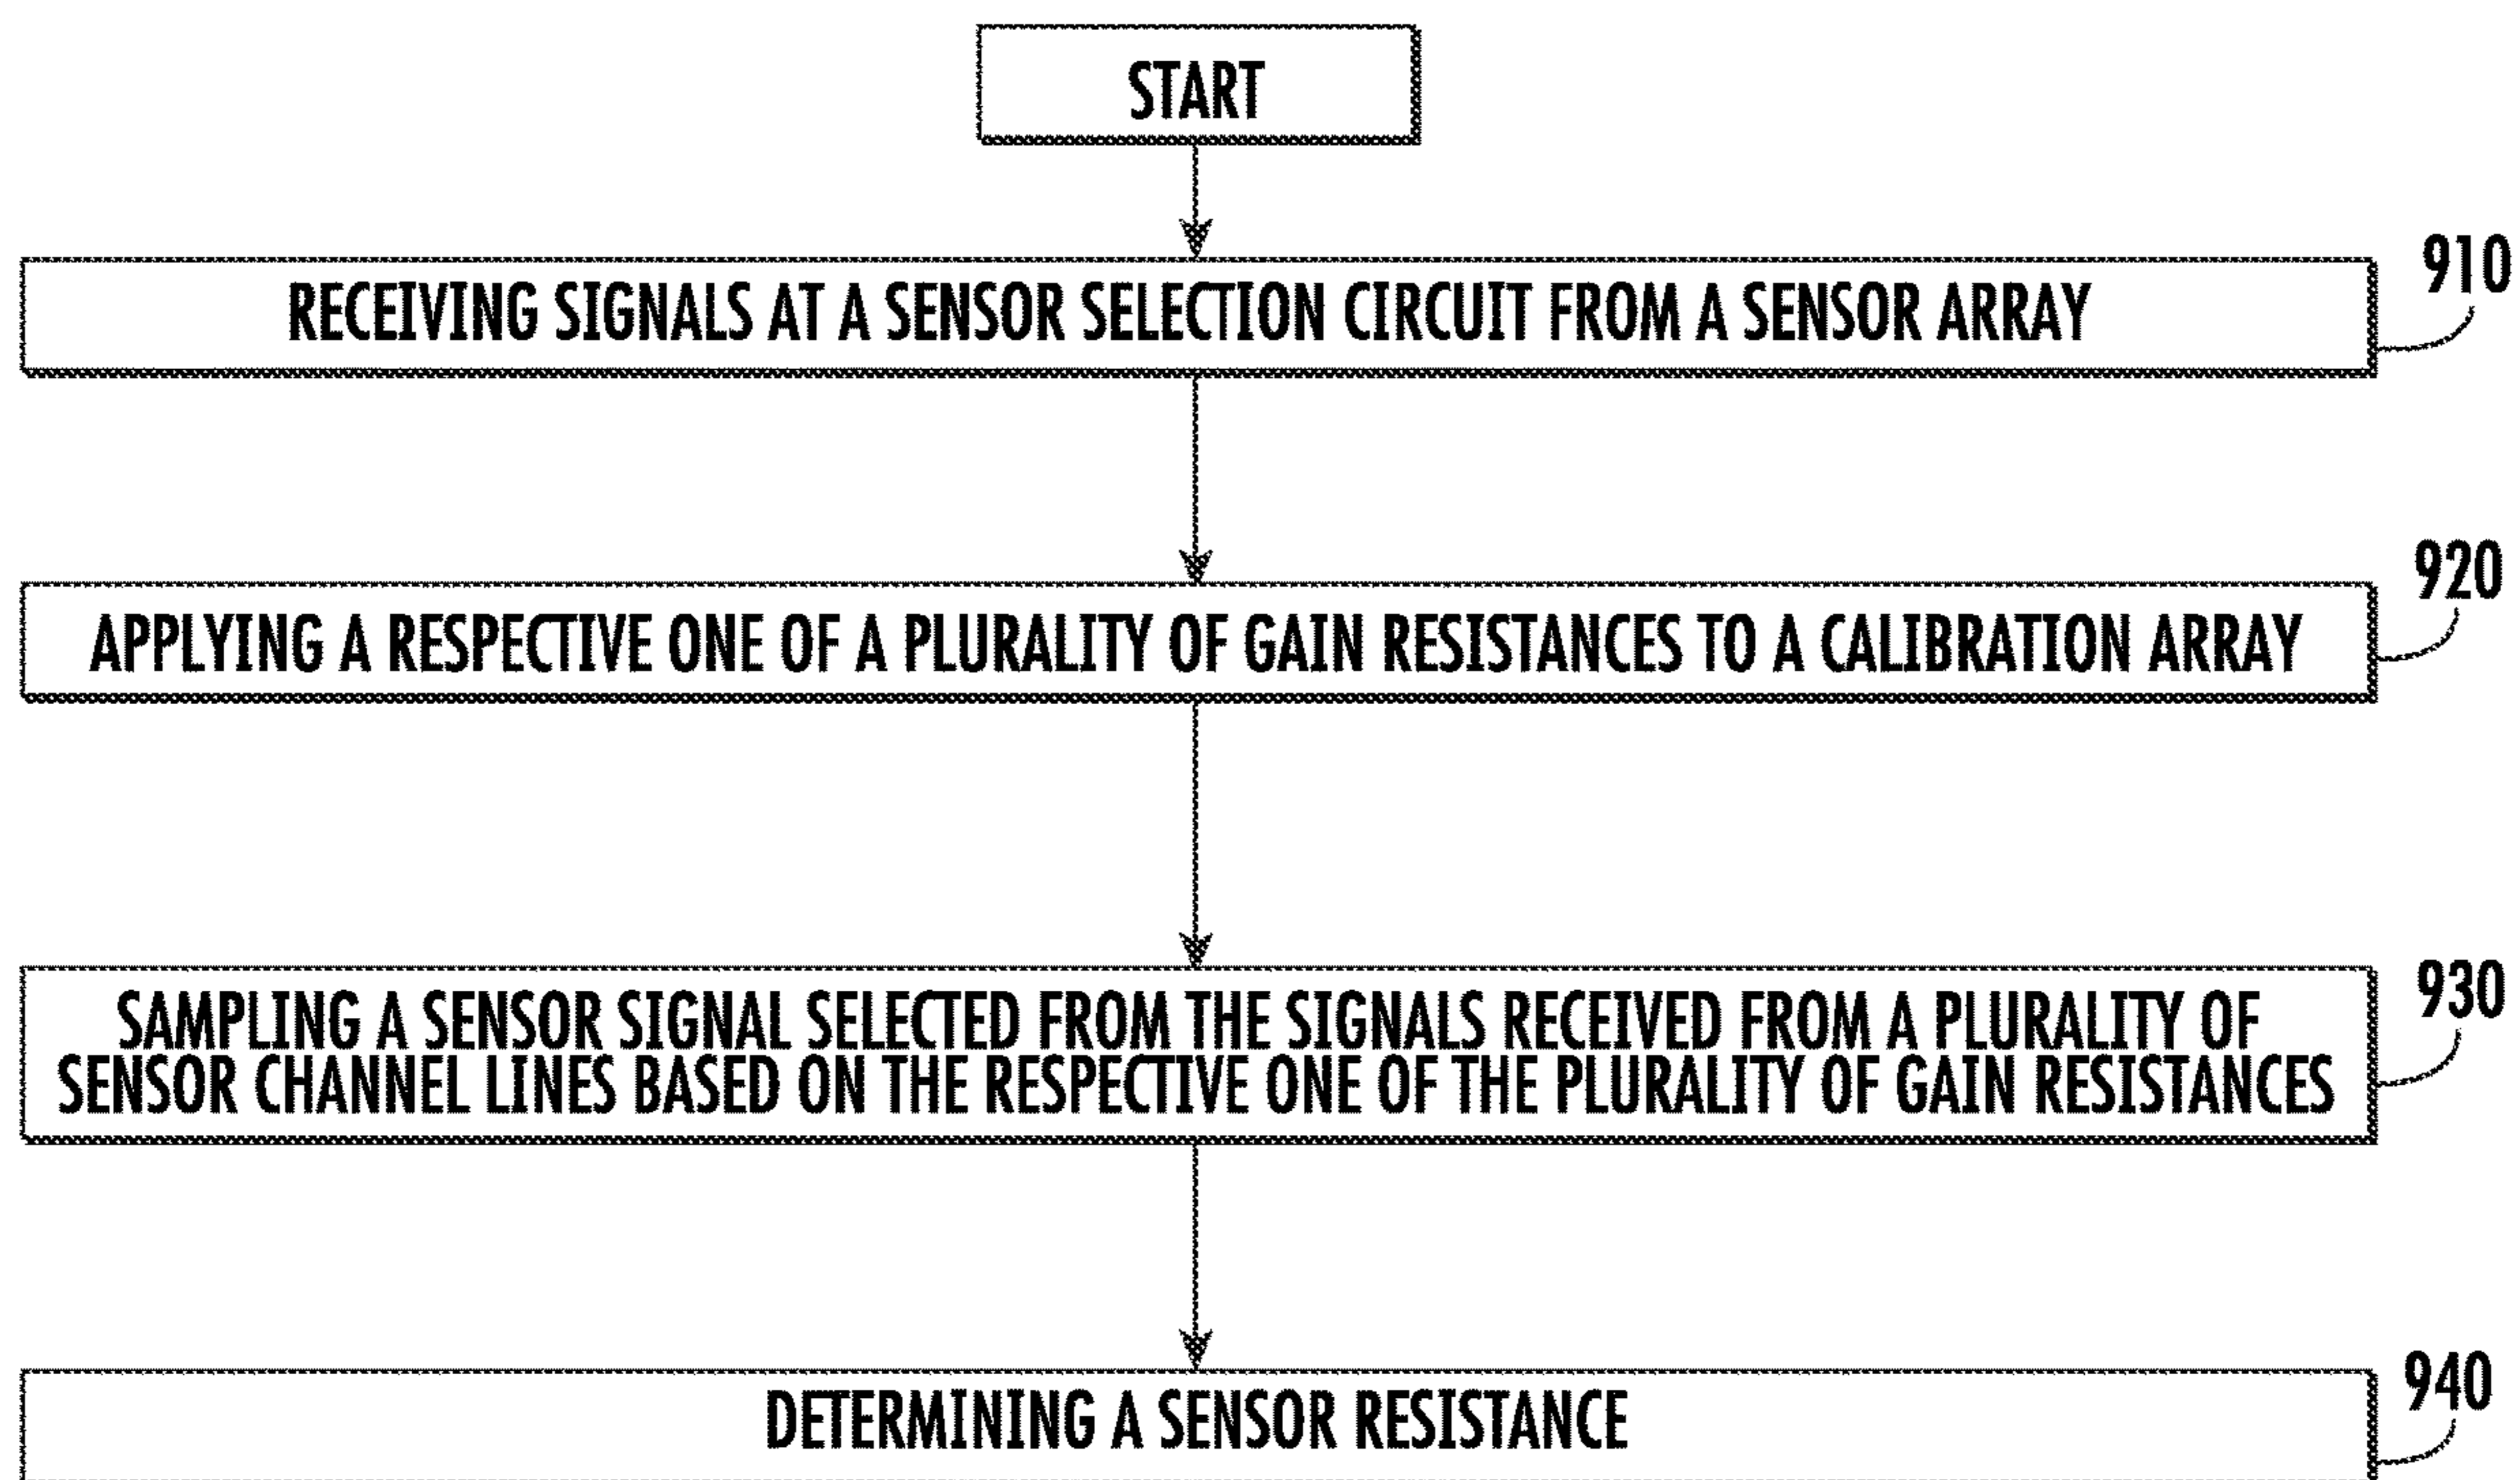 START
910
RECEIVING SIGNALS AT A SENSOR SELECTION CIRCUIT FROM A SENSOR ARRAY
920
APPLYING A RESPECTIVE ONE OF A PLURALITY OF GAIN RESISTANCES TO A CALIBRATION ARRAY
930
SAMPLING A SENSOR SIGNAL SELECTED FROM THE SIGNALS RECEIVED FROM A PLURALITY OF
SENSOR CHANNEL LINES BASED ON THE RESPECTIVE ONE OF THE PLURALITY OF GAIN RESISTANCES
940
DETERMINING A SENSOR RESISTANCE